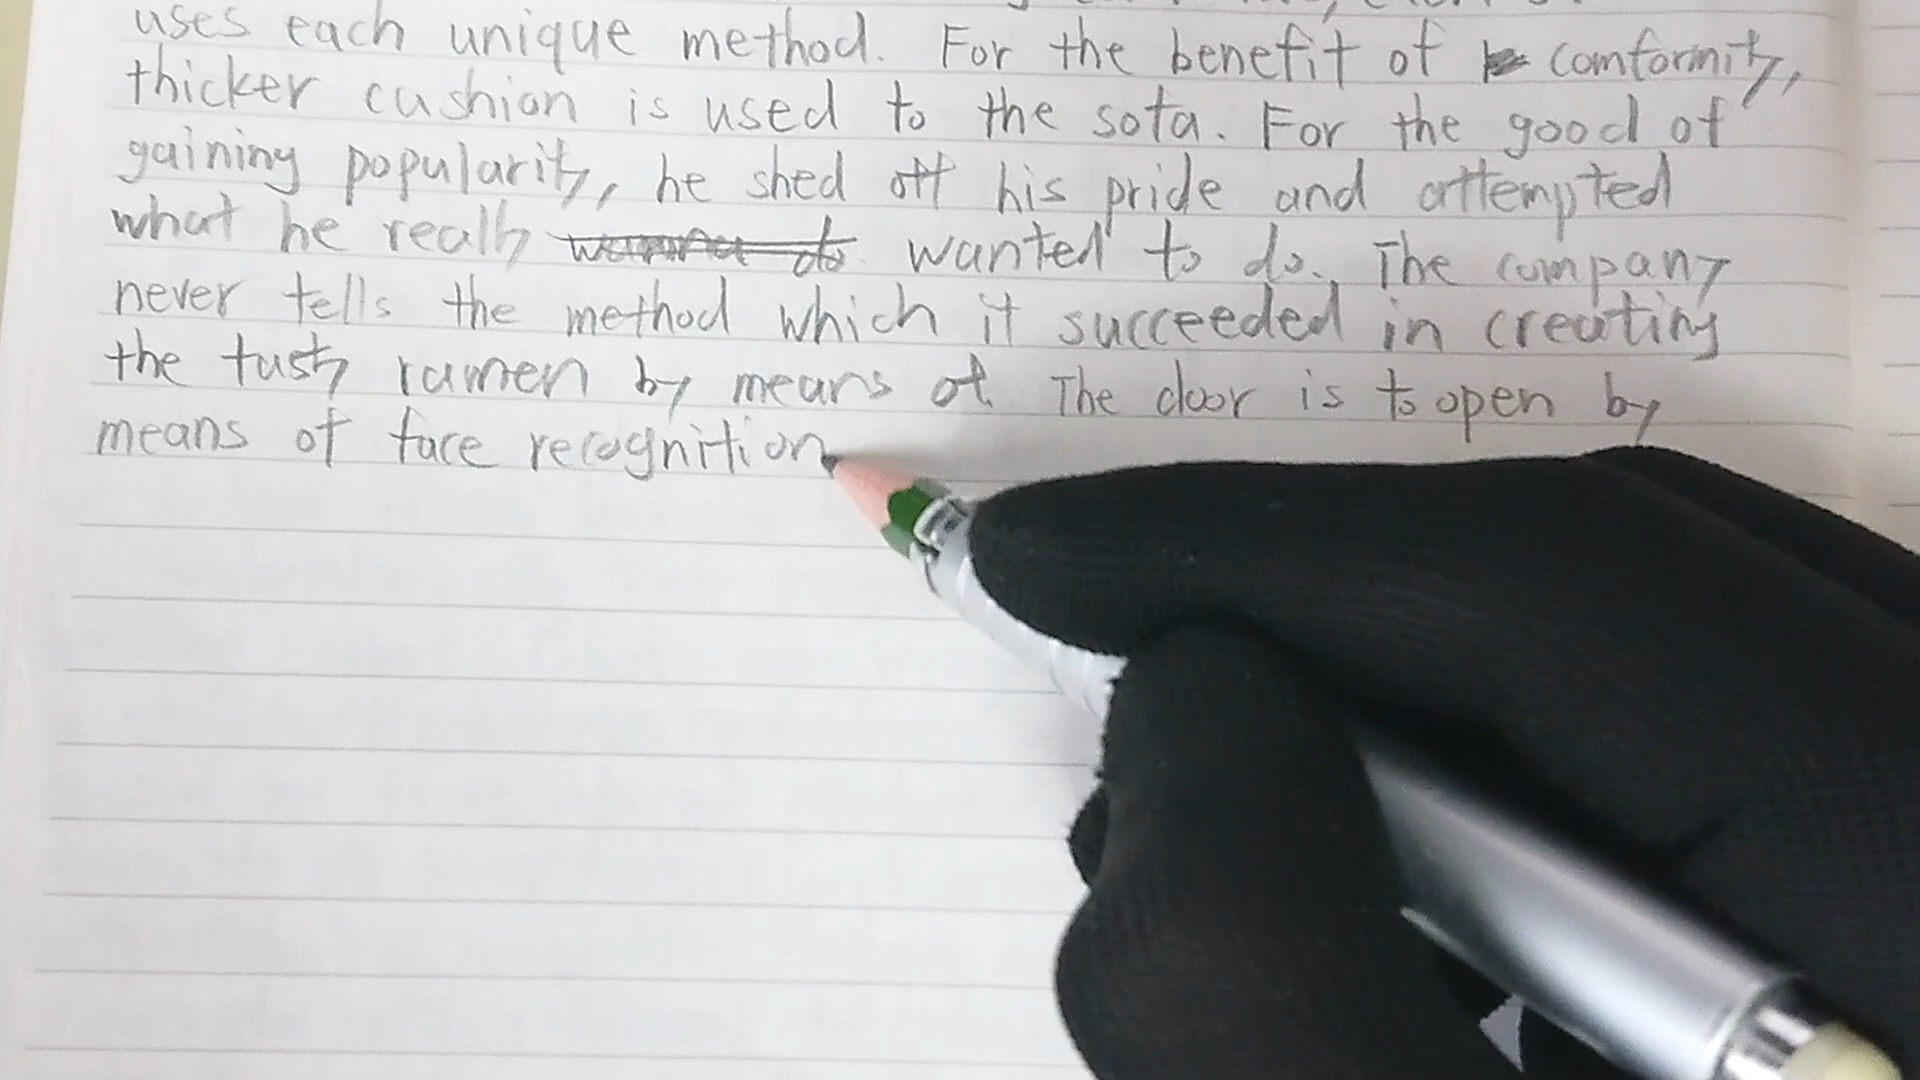 uses each unique method. For the benefit of comformity,
thicker cushion is used to the sofa. For the good of
gaining popularity, he shed off his pride and attempted
what he really wanna do wanted to do. The company
never tells the method which it succeeded in creating
the tasty ramen by means of. The door is to open by
means of face recognition